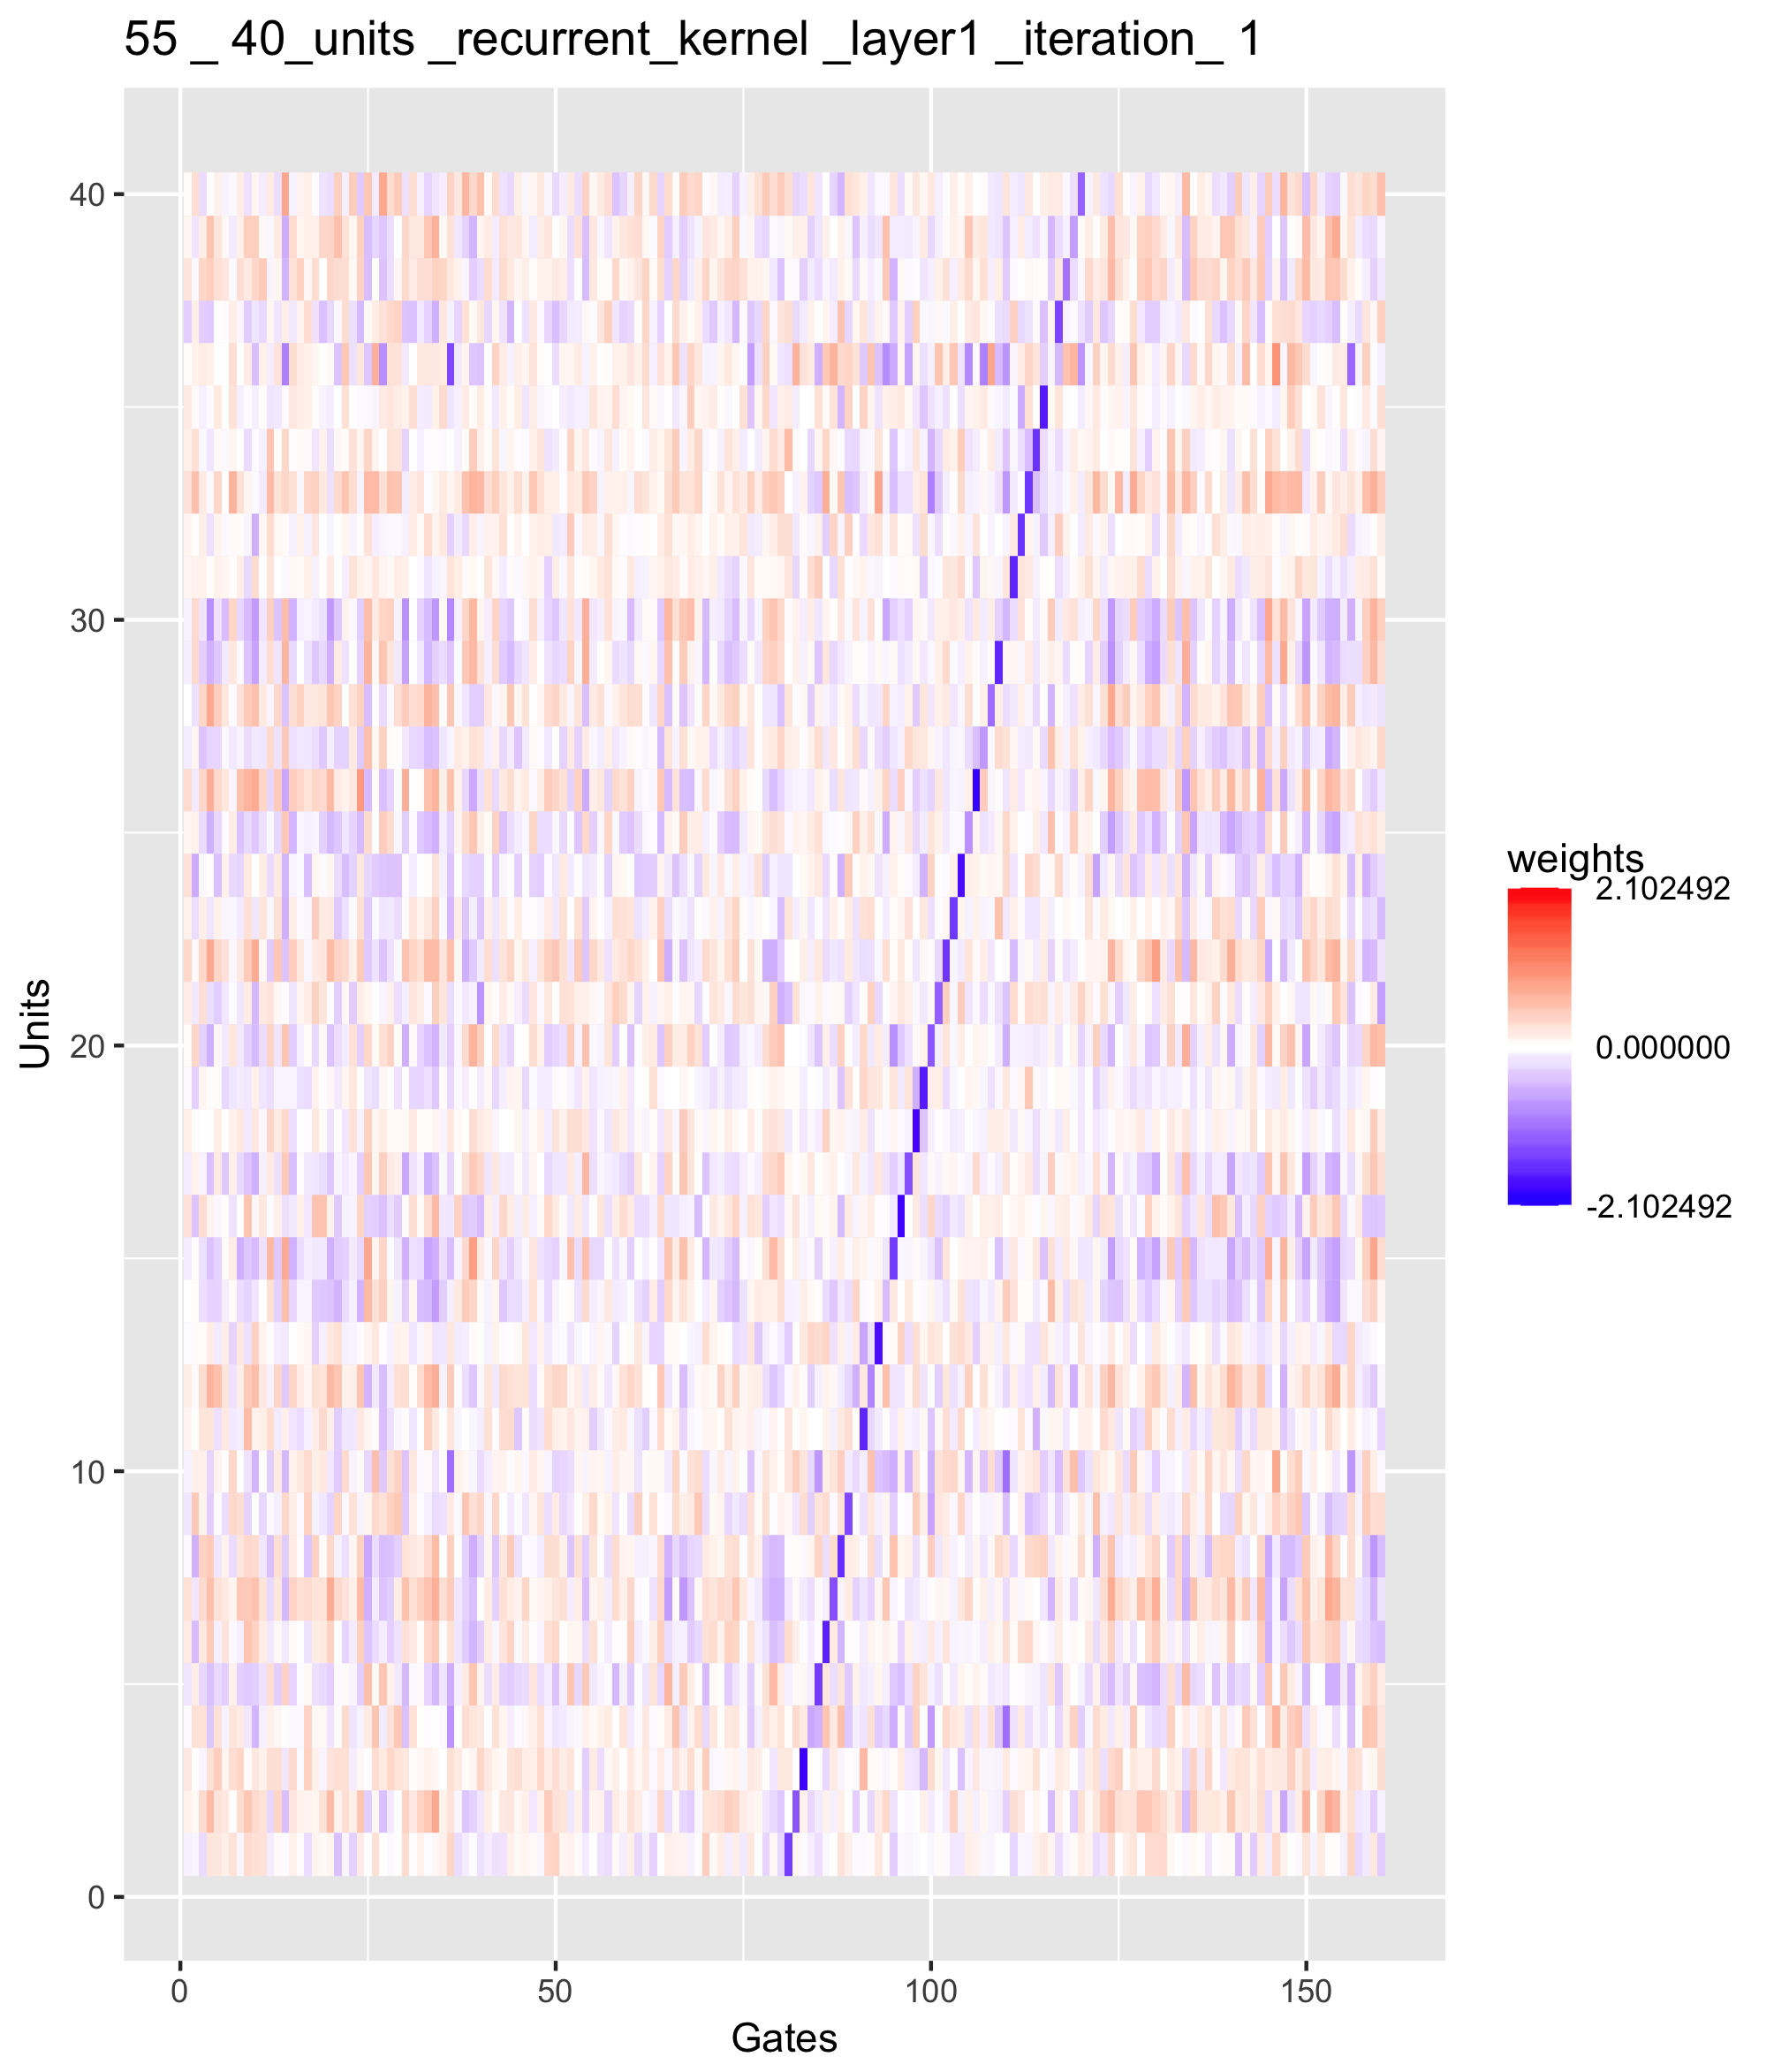 55 _ 40_units _recurrent_kernel _layer1 _iteration_ 1
40
30
20
10
0
Units
0 50 100 150
Gates
weights
2.102492
0.000000
-2.102492